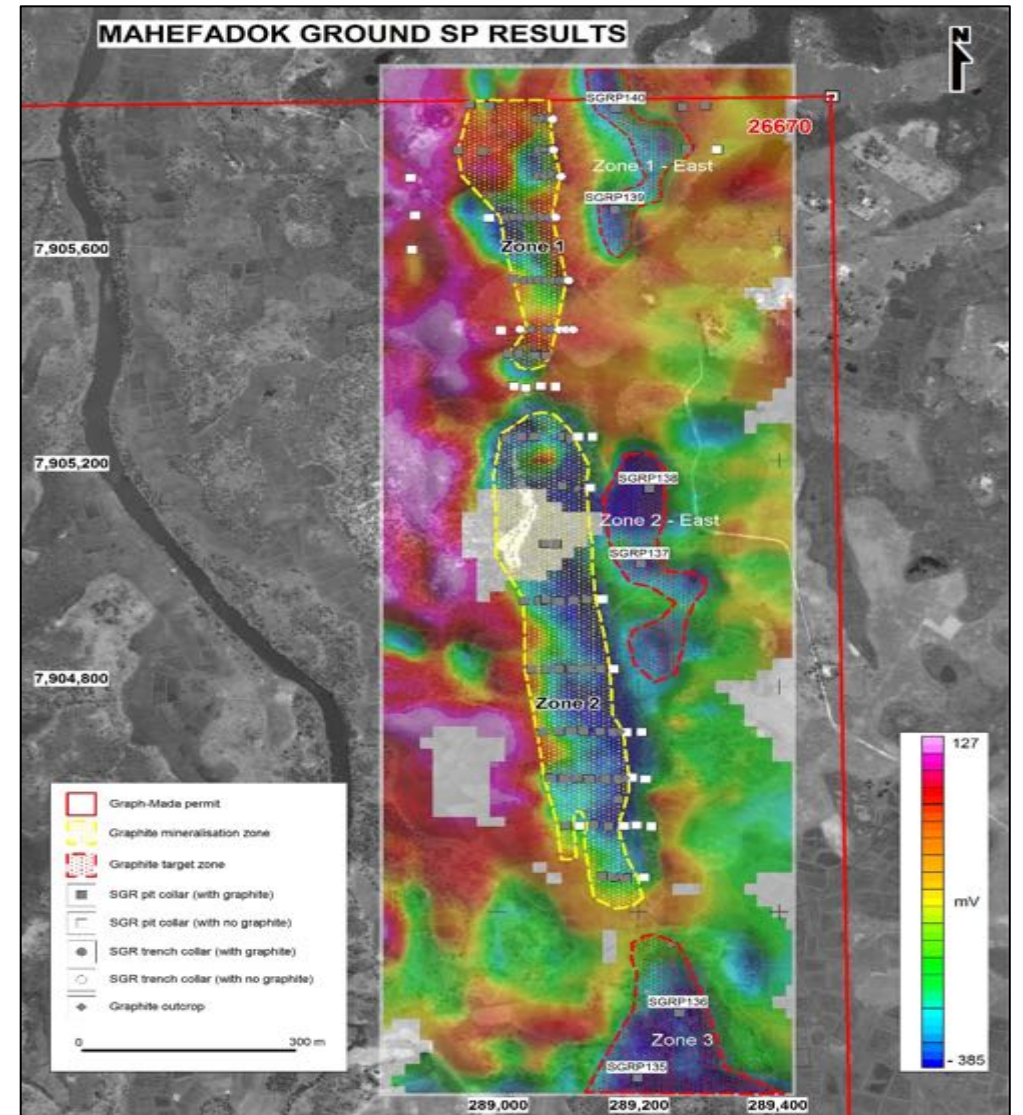 MAHEFADOK GROUND SP RESULTS
N
SGRP140
26670
Zone 1 - East
SGRP139
Zone 1
7,905,600
7,905,200
SGRP138
Zone 2 - East
SGRP137
7,904,800
Zone 2
127
mV
- 385
Graph-Mada permit
Graphite mineralisation zone
Graphite target zone
SGR pit collar (with graphite)
SGR pit collar (with no graphite)
SGR trench collar (with graphite)
SGR trench collar (with no graphite)
Graphite outcrop
0 300 m
SGRP136
Zone 3
SGRP135
289,000 289,200 289,400